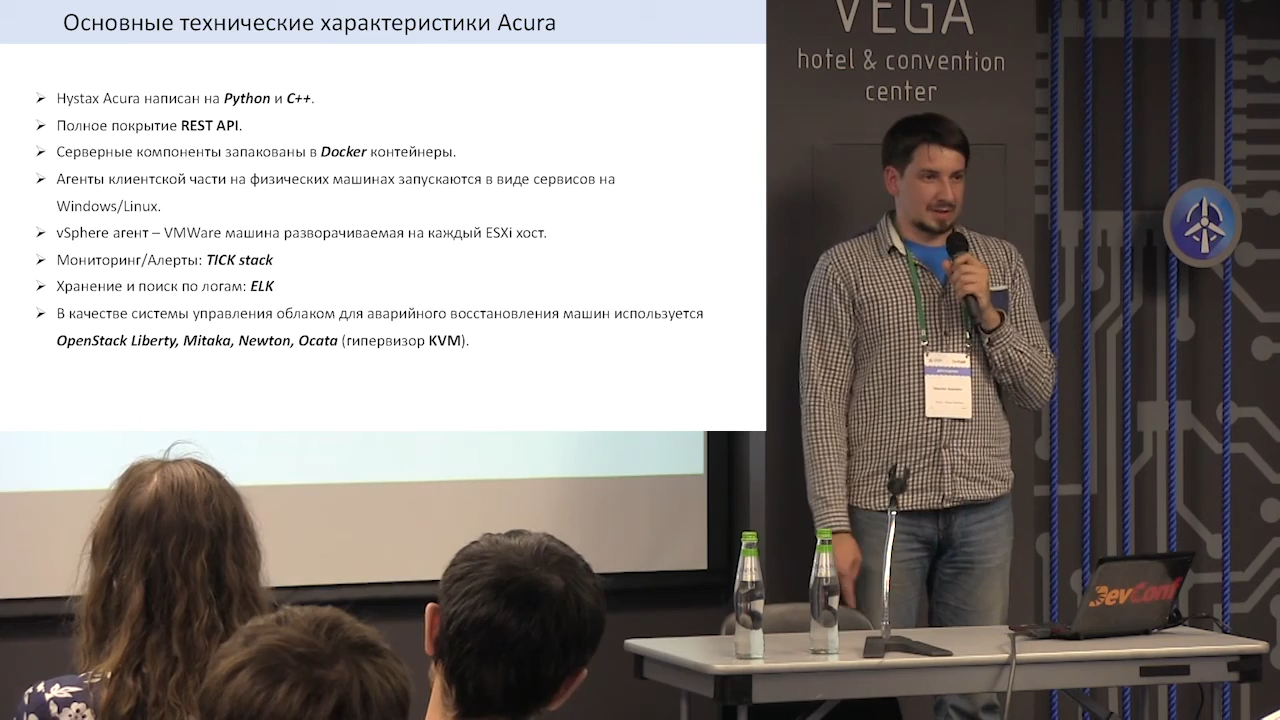 Основные технические характеристики Acura
Hystax Acura написан на Python и C++.
Полное покрытие REST API.
Серверные компоненты запакованы в Docker контейнеры.
Агенты клиентской части на физических машинах запускаются в виде сервисов на
Windows/Linux.
vSphere агент – VMWare машина разворачиваемая на каждый ESXi хост.
Мониторинг/Алерты: TICK stack
Хранение и поиск по логам: ELK
В качестве системы управления облаком для аварийного восстановления машин используется
OpenStack Liberty, Mitaka, Newton, Ocata (гипервизор KVM).
VEGA
hotel & convention
center
DevConf